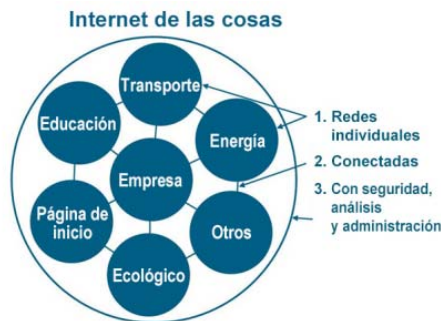 Internet de las cosas
Transporte
Educación
Energía
Empresa
Página de
inicio
Otros
Ecológico
1. Redes
individuales
2. Conectadas
3. Con seguridad,
análisis
y administración